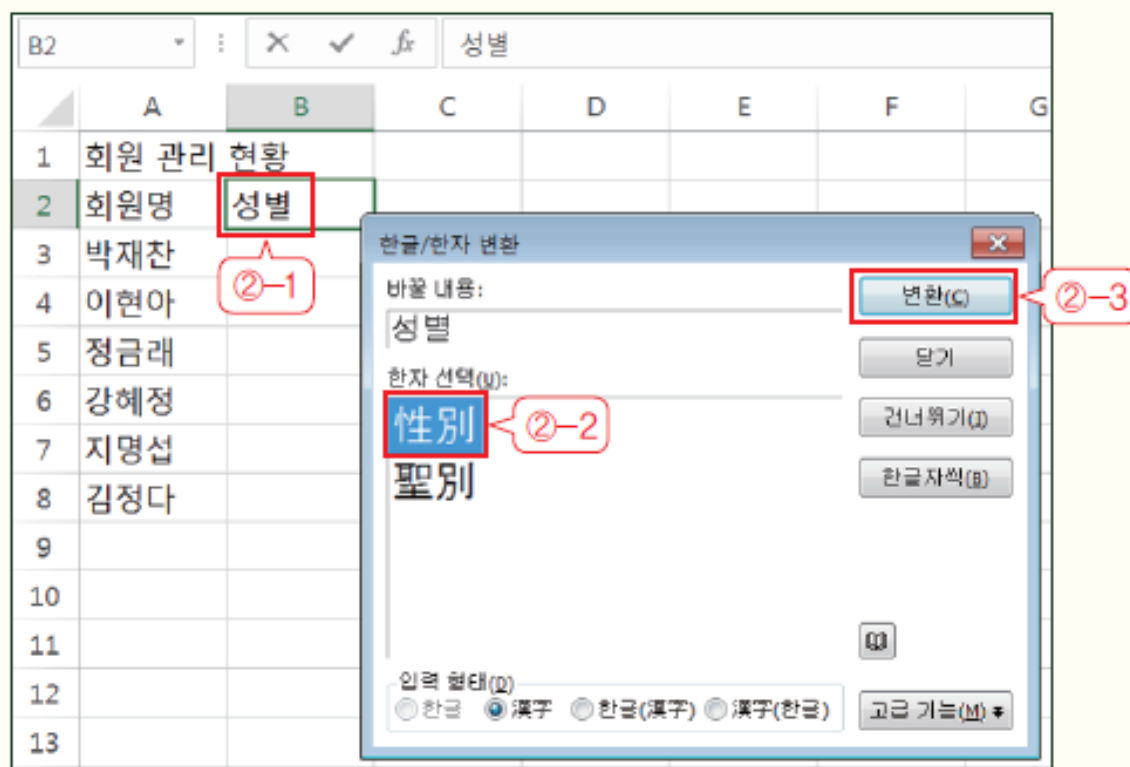 B2 fx 성별
A B C D E F G
1 회원 관리 현황
2 회원명 성별
3 박재찬
4 이현아
5 정금래
6 강혜정
7 지명섭
8 김정다
9
10
11
12
13
②-1
한글/한자 변환
바꿀 내용:
성별
한자 선택(U):
性別
②-2
聖別
변환(C)
②-3
닫기
건너뛰기(I)
한글자씩(B)
입력 형태(D)
한글 漢字 한글(漢字) 漢字(한글)
고급 기능(M)